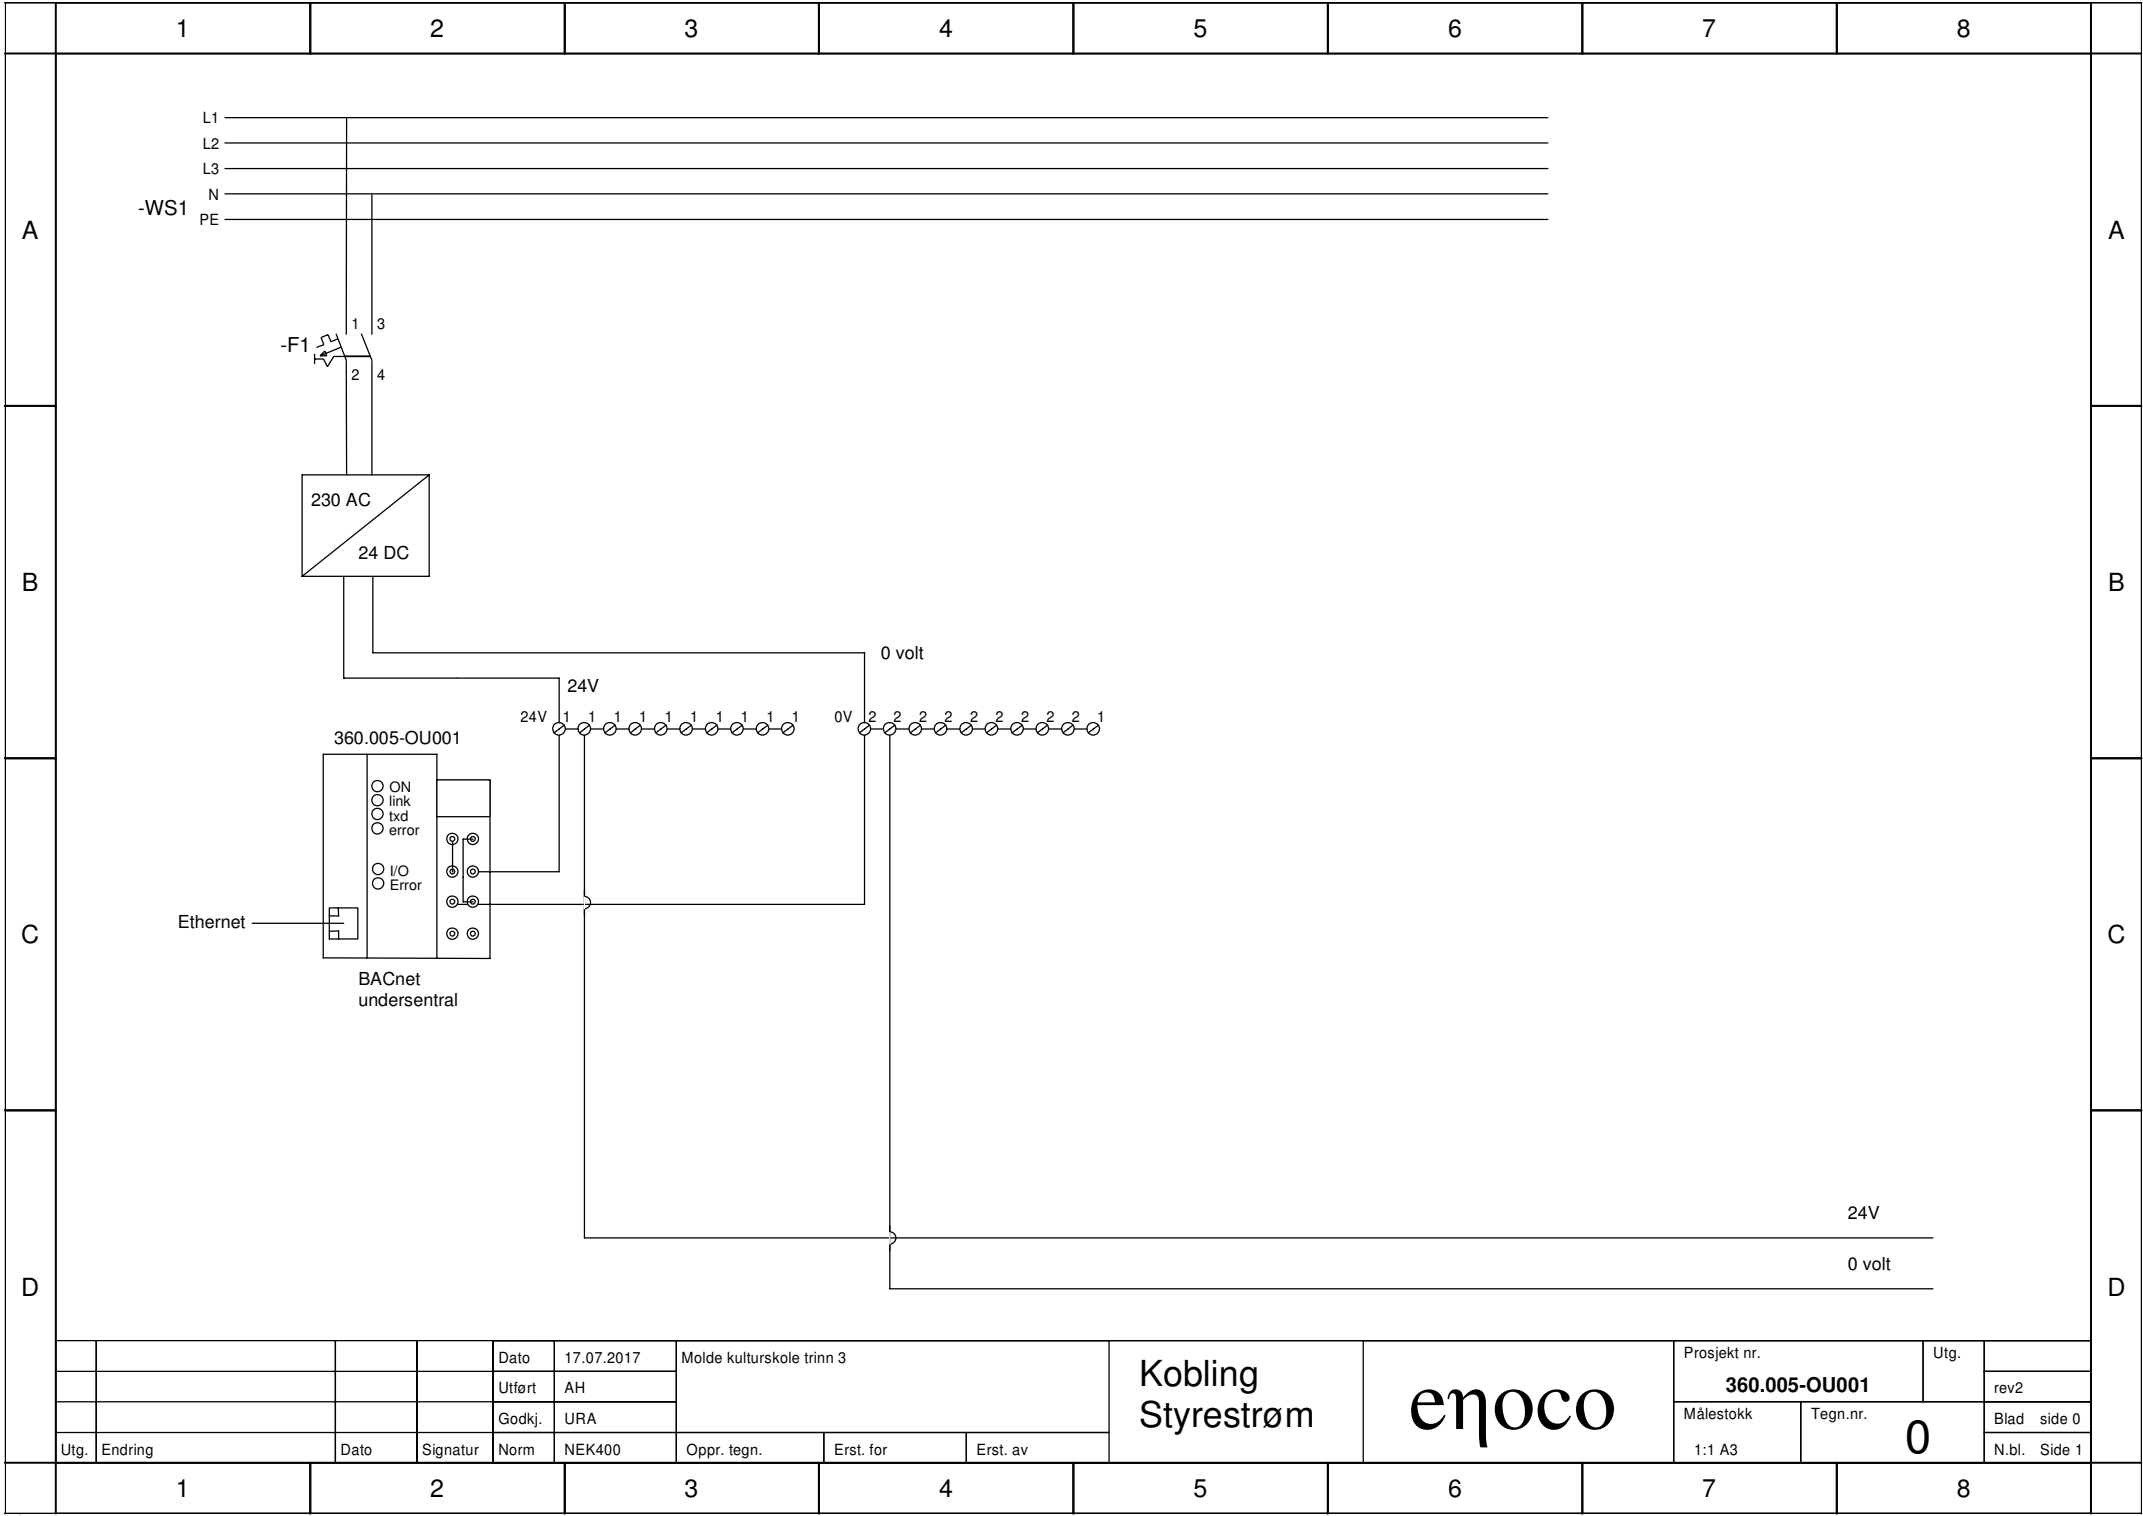 1 2 3 4 5 6 7 8
L1
L2
L3
N
-WS1 PE
A A
1 3
-F1
2 4
230 AC
24 DC
B B
0 volt
24V
24V 1 1 1 1 1 1 1 1 1 1
0V 2 2 2 2 2 2 2 2 2 1
360.005-OU001
ON
link
txd
error
I/O
Error
Ethernet
C C
BACnet
undersentral
24V
0 volt
D D
Dato 17.07.2017 Molde kulturskole trinn 3
Utført AH
Godkj. URA
Utg. Endring Dato Signatur Norm NEK400 Oppr. tegn. Erst. for Erst. av
Kobling
Styrestrøm
eηoco
Prosjekt nr. Utg.
360.005-OU001 rev2
Målestokk Tegn.nr. Blad side 0
1:1 A3 0 N.bl. Side 1
1 2 3 4 5 6 7 8